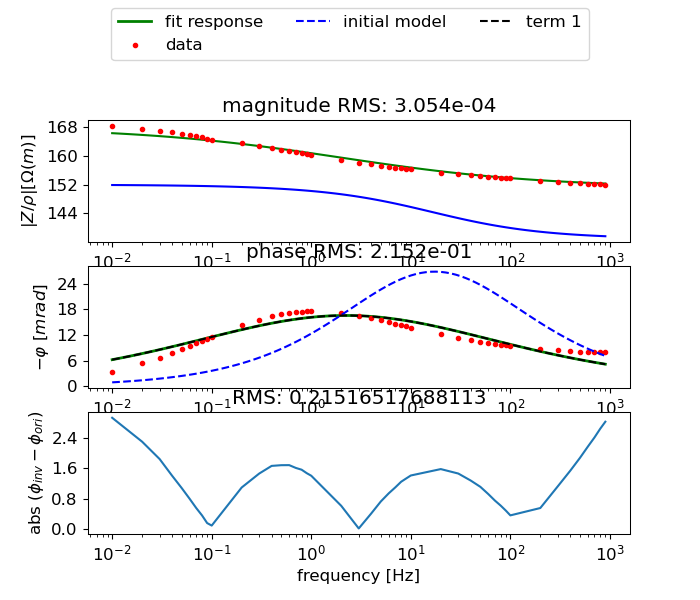 fit response initial model term 1
data
magnitude RMS: 3.054e-04
|Z/ρ|[Ω(m)]
168
160
152
144
10⁻² 10⁻¹ 10⁰ 10¹ 10² 10³
phase RMS: 2.152e-01
−φ [mrad]
24
18
12
6
0
10⁻² 10⁻¹ 10⁰ 10¹ 10² 10³
RMS: 0.21516517688113
abs (ϕinv − ϕori)
2.4
1.6
0.8
0.0
10⁻² 10⁻¹ 10⁰ 10¹ 10² 10³
frequency [Hz]